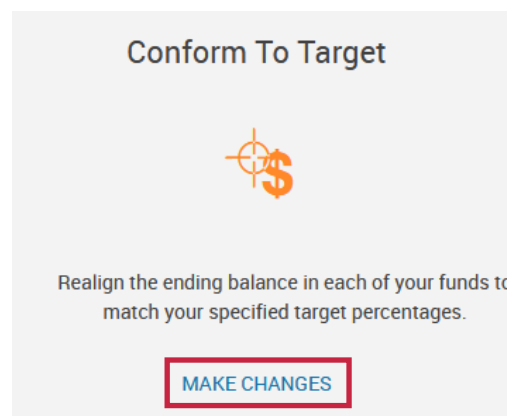 Conform To Target
$
Realign the ending balance in each of your funds to
match your specified target percentages.
MAKE CHANGES